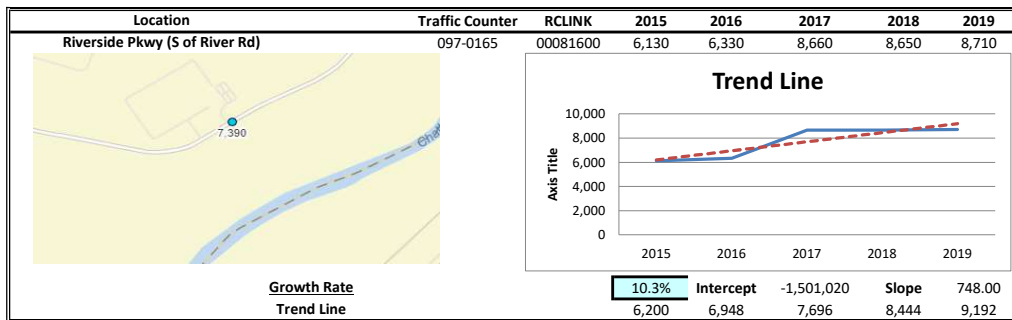 Location Traffic Counter RCLINK 2015 2016 2017 2018 2019
Riverside Pkwy (S of River Rd) 097-0165 00081600 6,130 6,330 8,660 8,650 8,710
7,390
Chat
Trend Line
10,000
8,000
6,000
4,000
2,000
0
Axis Title
2015 2016 2017 2018 2019
Growth Rate 10.3% Intercept -1,501,020 Slope 748.00
Trend Line 6,200 6,948 7,696 8,444 9,192